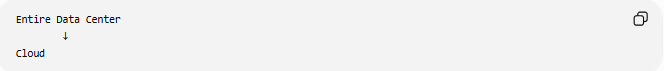 Entire Data Center
↓
Cloud